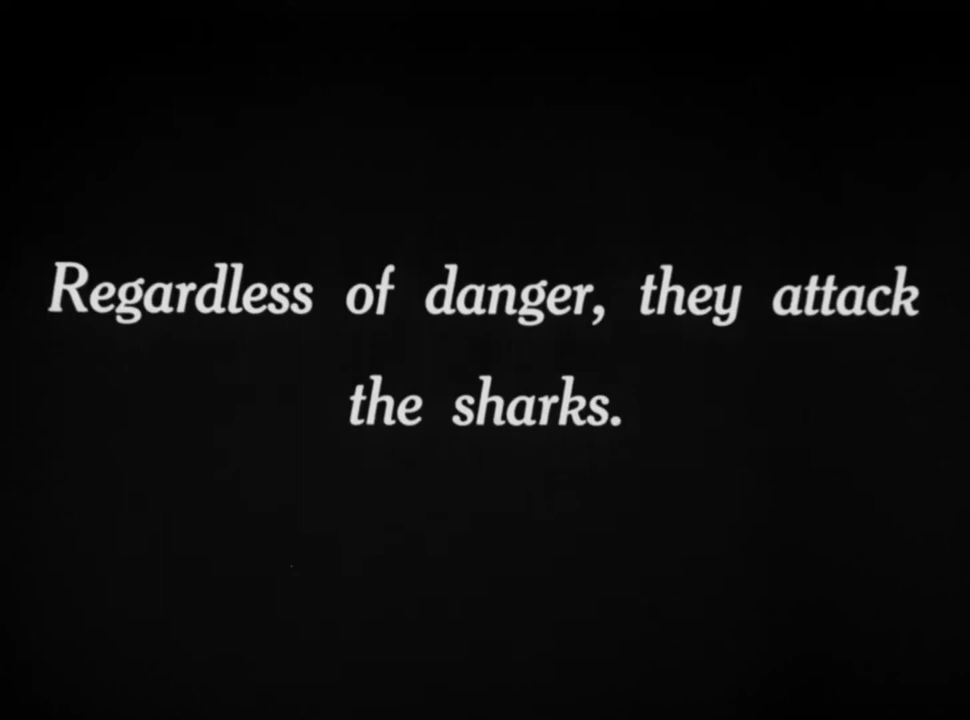 Regardless of danger, they attack
the sharks.